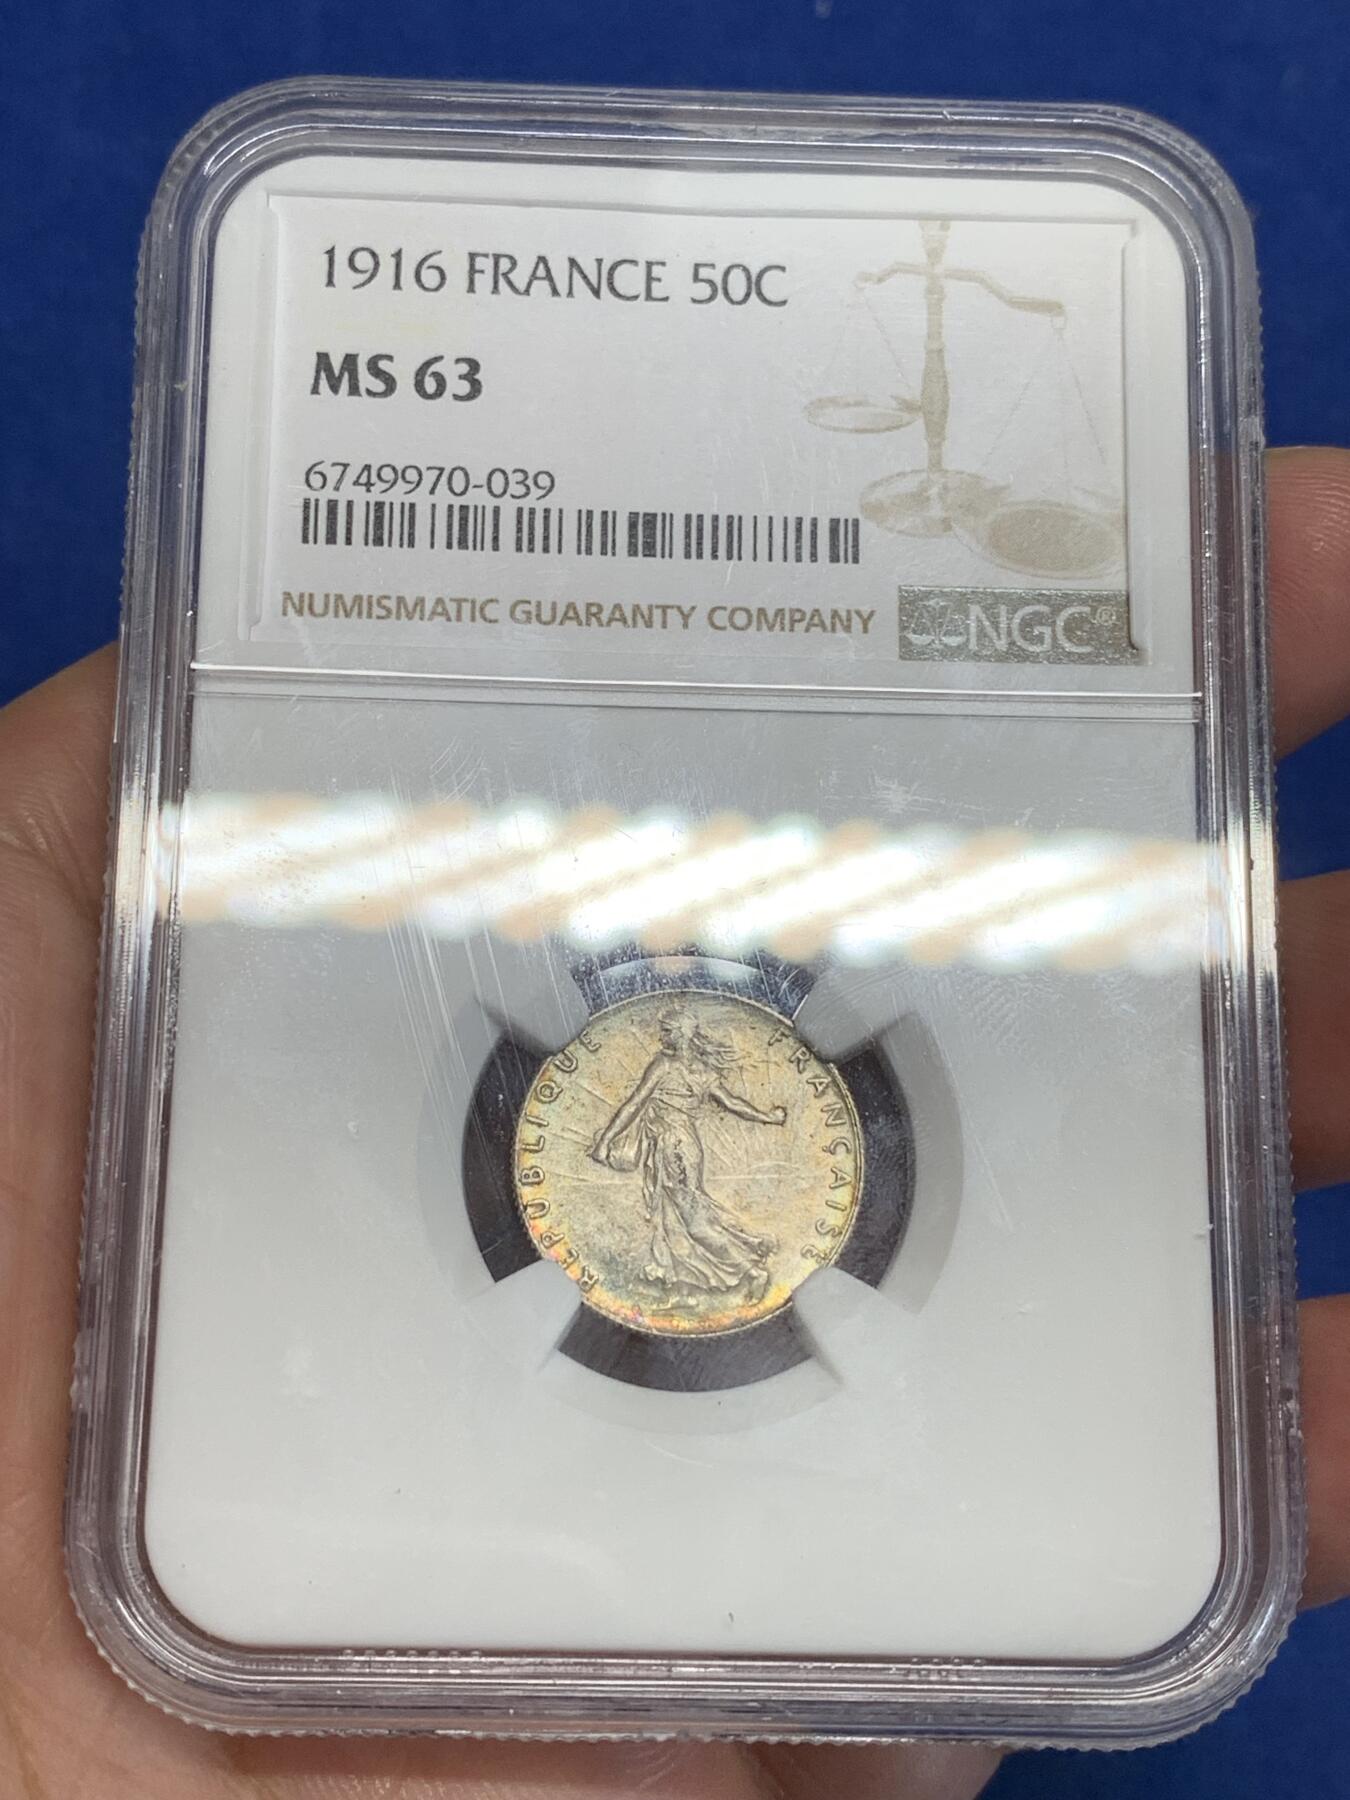 1916 FRANCE 50C
MS 63
6749970-039
NUMISMATIC GUARANTY COMPANY
NGC®
REPUBLIQUE FRANÇAISE